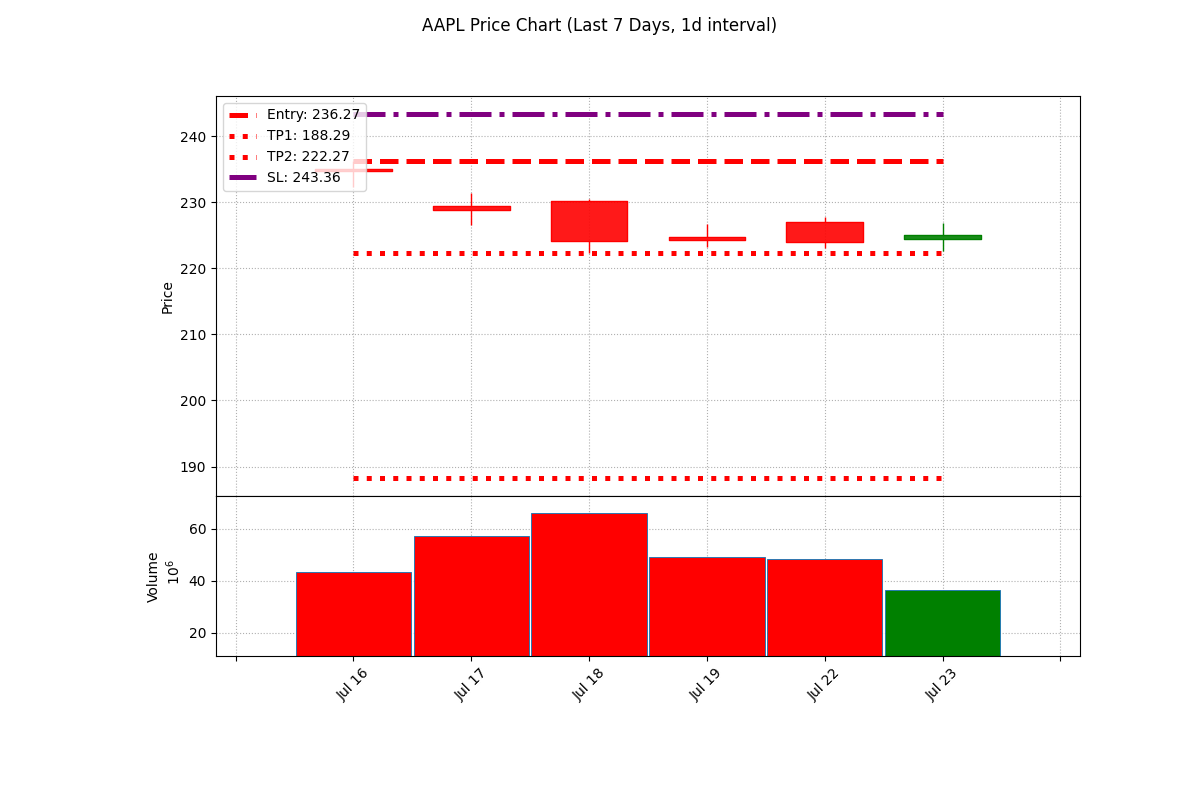 AAPL Price Chart (Last 7 Days, 1d interval)
Entry: 236.27
TP1: 188.29
TP2: 222.27
SL: 243.36
240
230
220
210
200
190
Price
60
40
20
Volume
10^6
Jul 16
Jul 17
Jul 18
Jul 19
Jul 22
Jul 23